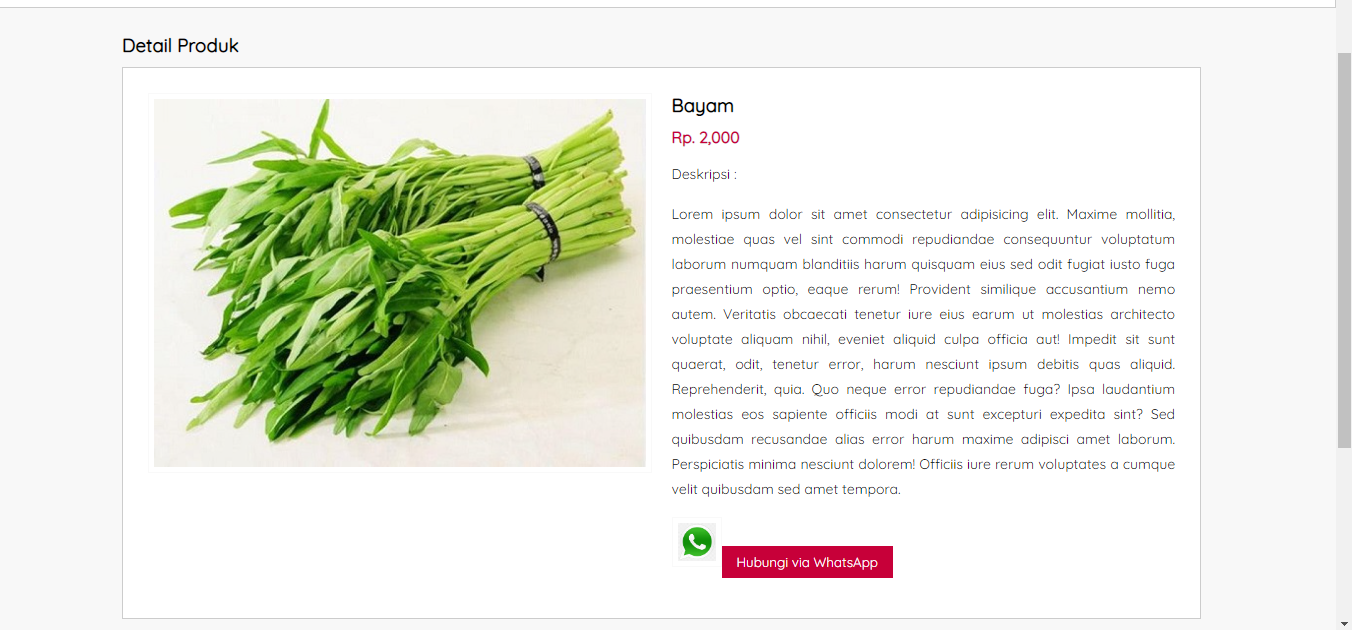 Detail Produk
Bayam
Rp. 2,000
Deskripsi :
Lorem ipsum dolor sit amet consectetur adipisicing elit. Maxime mollitia,
molestiae quas vel sint commodi repudiandae consequuntur voluptatum
laborum numquam blanditiis harum quisquam eius sed odit fugiat iusto fuga
praesentium optio, eaque rerum! Provident similique accusantium nemo
autem. Veritatis obcaecati tenetur iure eius earum ut molestias architecto
voluptate aliquam nihil, eveniet aliquid culpa officia aut! Impedit sit sunt
quaerat, odit, tenetur error, harum nesciunt ipsum debitis quas aliquid.
Reprehenderit, quia. Quo neque error repudiandae fuga? Ipsa laudantium
molestias eos sapiente officiis modi at sunt excepturi expedita sint? Sed
quibusdam recusandae alias error harum maxime adipisci amet laborum.
Perspiciatis minima nesciunt dolorem! Officiis iure rerum voluptates a cumque
velit quibusdam sed amet tempora.
Hubungi via WhatsApp